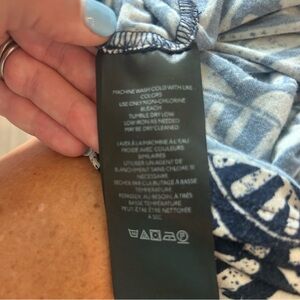 MACHINE WASH COLD WITH LIKE
COLORS
USE ONLY NON-CHLORINE
BLEACH
TUMBLE DRY LOW
LOW IRON AS NEEDED
MAY BE DRY CLEANED
LAVER À LA MACHINE À L'EAU
FROIDE AVEC COULEURS
SIMILAIRES
UTILISER UN AGENT DE
BLANCHIMENT SANS CHLORE SI
NÉCESSAIRE
SÉCHER PAR CULBUTAGE À BASSE
TEMPÉRATURE
REPASSER, AU BESOIN, À TRÈS
BASSE TEMPÉRATURE
PEUT ÊTRE NETTOYÉE
À SEC